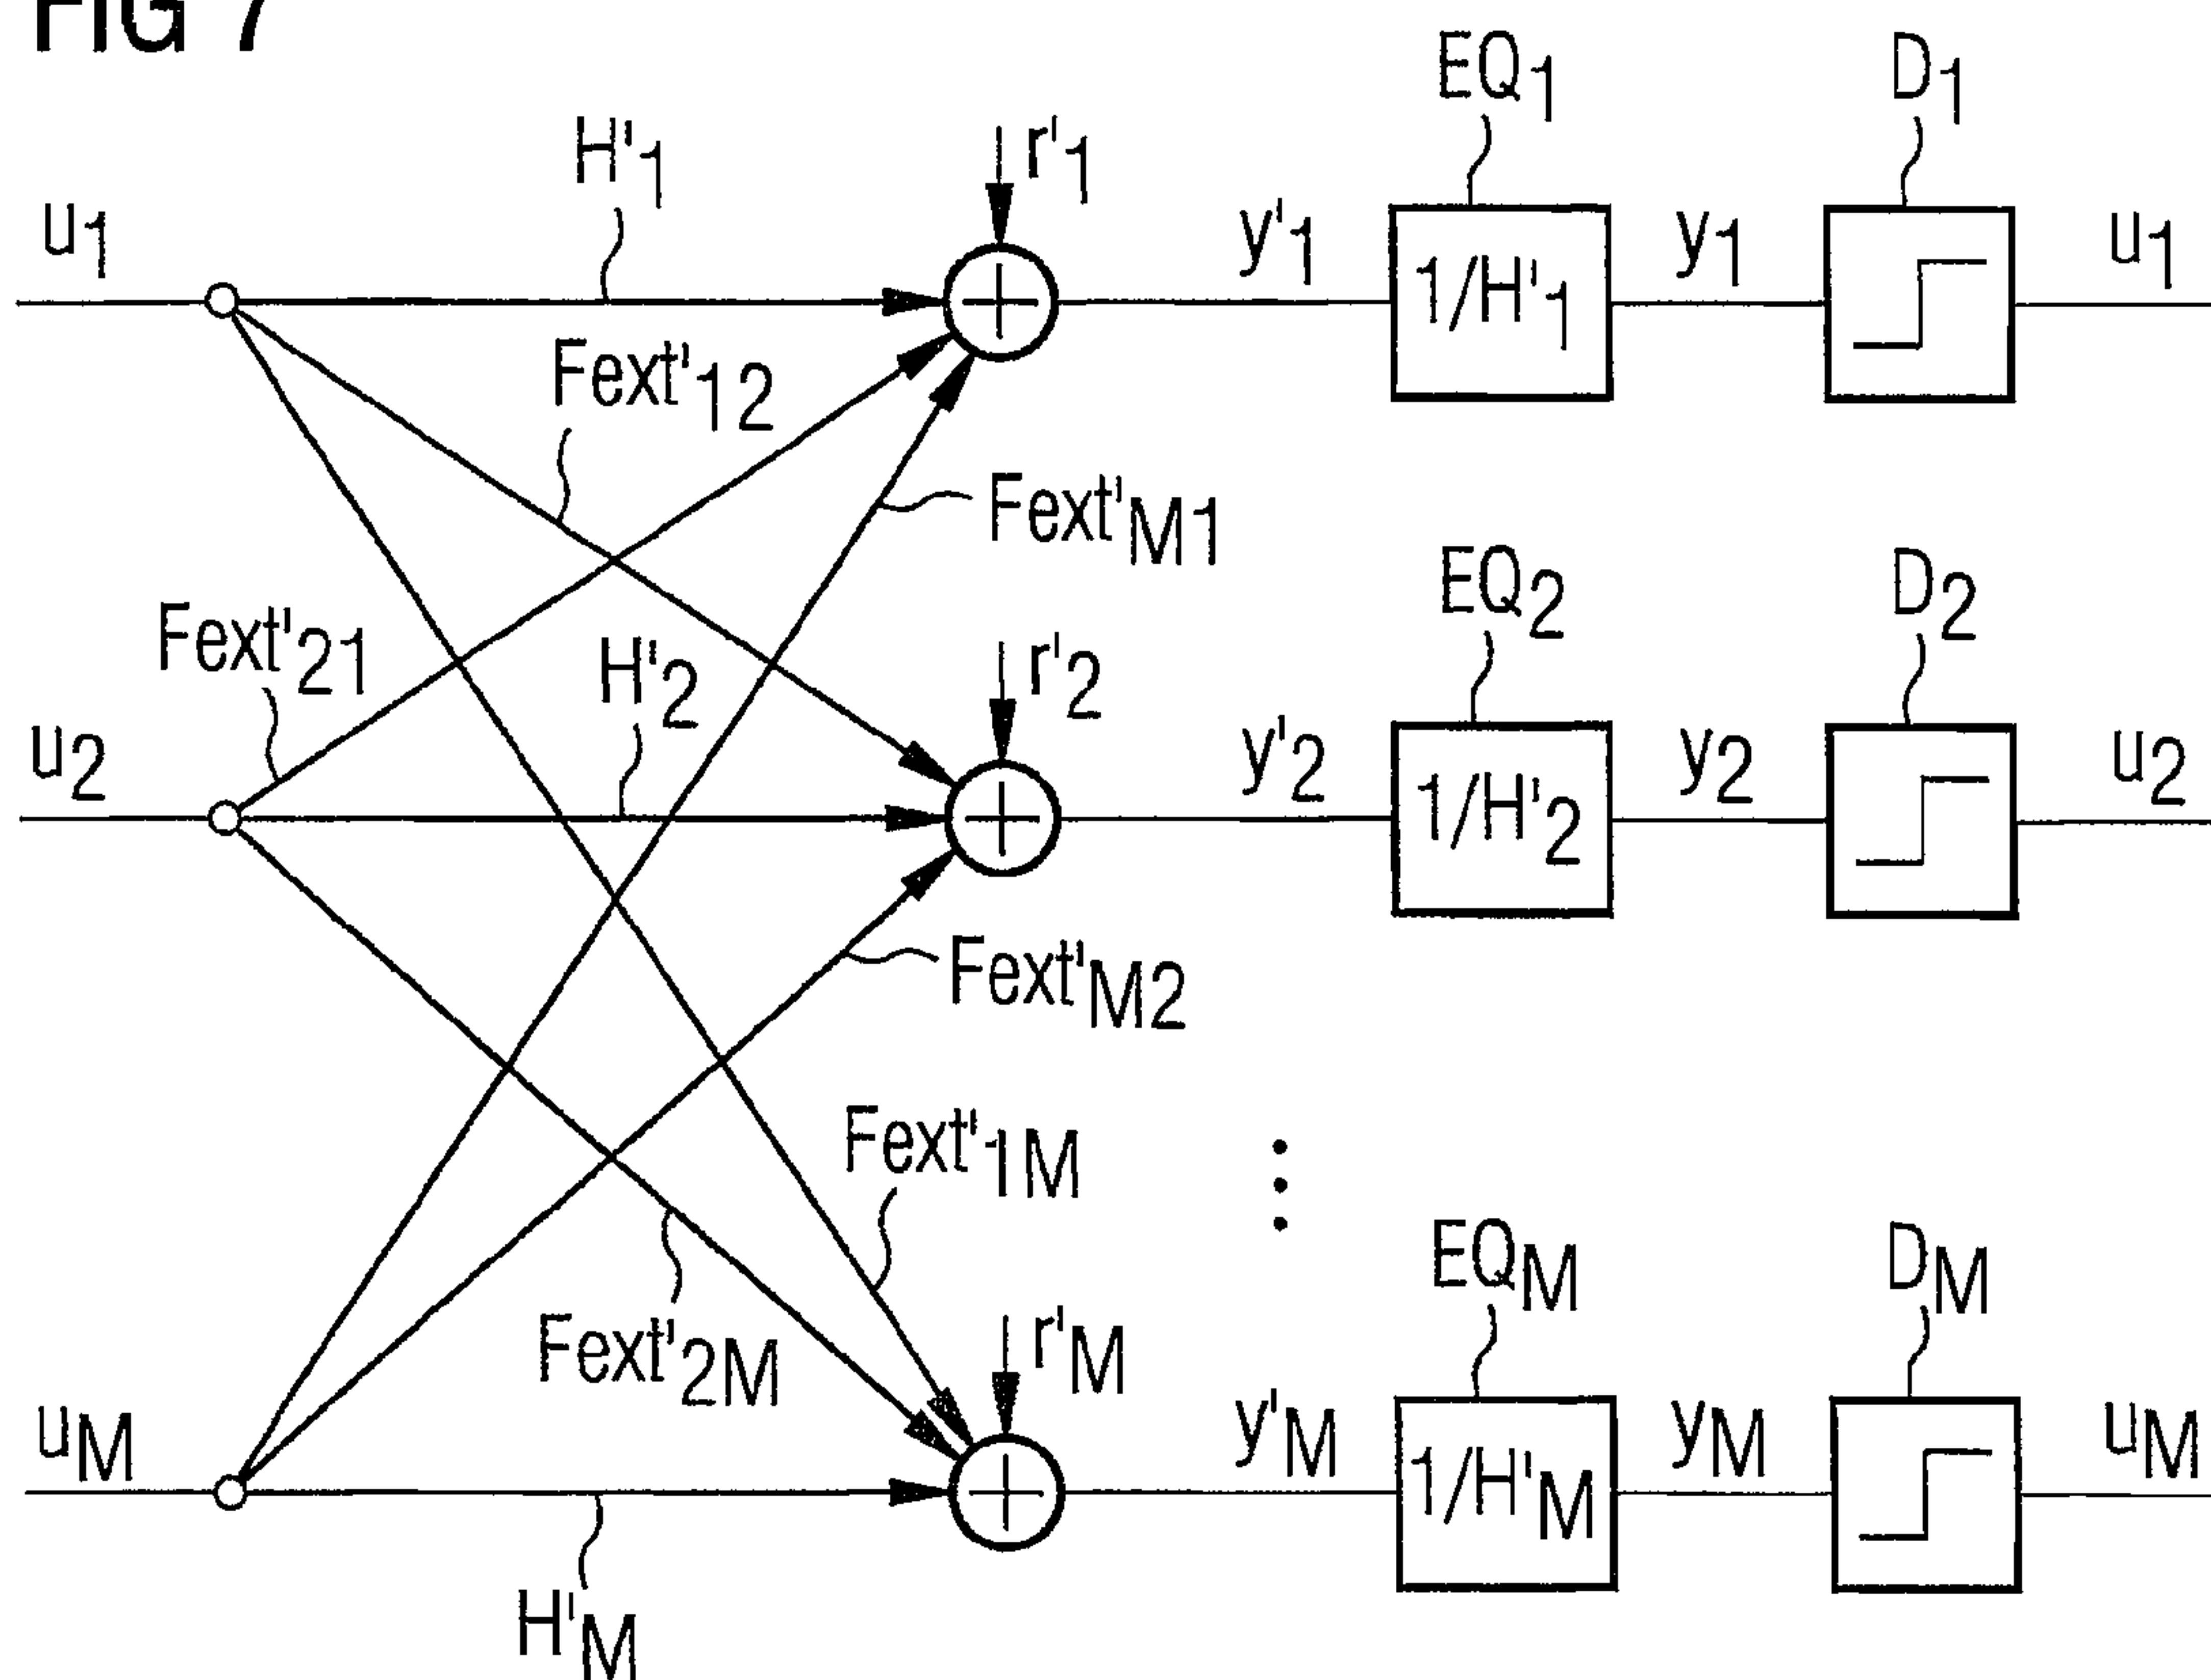 FIG 7
EQ1
D1
H'1
r'1
u1
y'1
1/H'1
y1
u1
Fext'12
Fext'M1
EQ2
D2
Fext'21
H'2
r'2
u2
y'2
1/H'2
y2
u2
Fext'M2
Fext'1M
EQM
DM
Fext'2M
r'M
uM
y'M
1/H'M
yM
uM
H'M